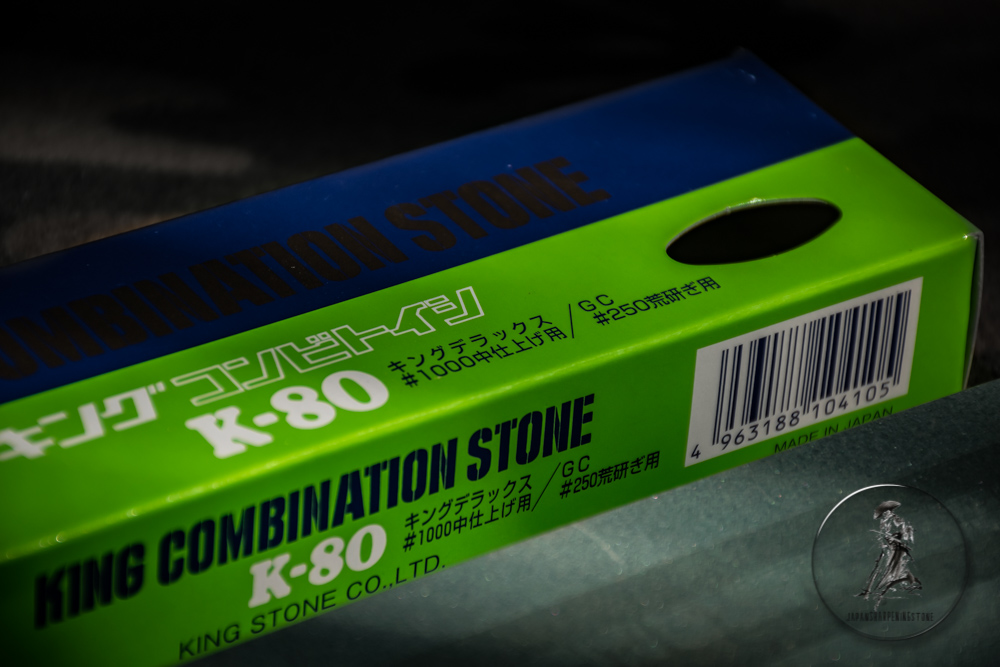 COMBINATION STONE
キング コンビトイシ
K-80
キングデラックス
#1000中仕上げ用
GC
#250荒研ぎ用
KING COMBINATION STONE
K-80
キングデラックス
#1000中仕上げ用
GC
#250荒研ぎ用
KING STONE CO.,LTD.
4 963188 104105
MADE IN JAPAN
JAPANSHARPENINGSTONE